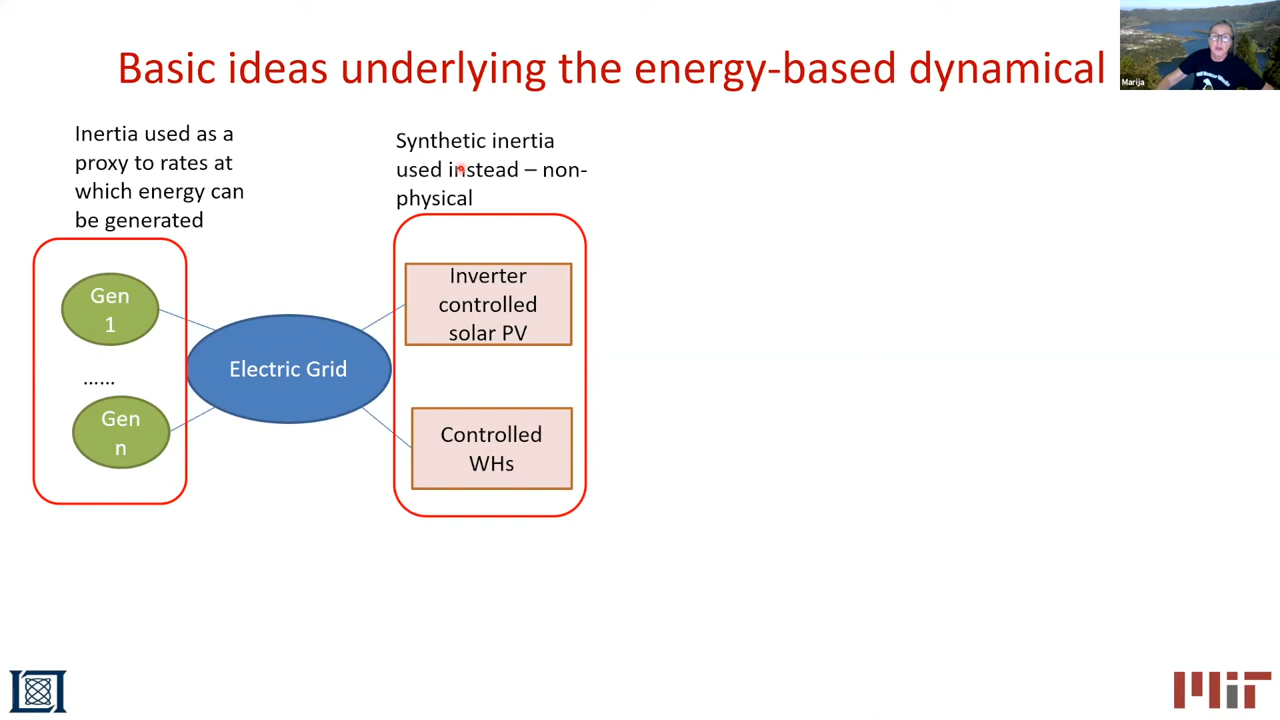 Basic ideas underlying the energy-based dynamical
Marija
Inertia used as a
proxy to rates at
which energy can
be generated
Synthetic inertia
used instead – non-
physical
Gen
1
......
Gen
n
Electric Grid
Inverter
controlled
solar PV
Controlled
WHs
MIT